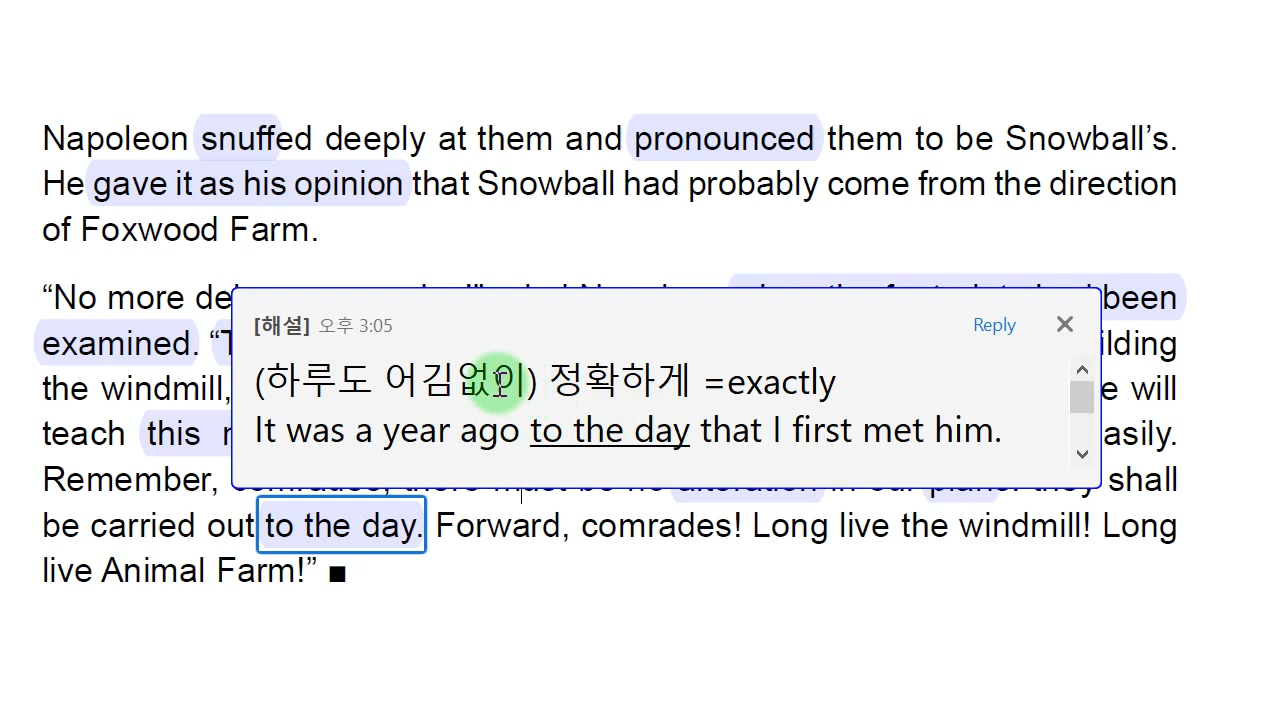 Napoleon snuffed deeply at them and pronounced them to be Snowball’s.
He gave it as his opinion that Snowball had probably come from the direction
of Foxwood Farm.
“No more been
examined. “ ilding
the windmill, will
teach this asily.
Remember, shall
be carried out to the day. Forward, comrades! Long live the windmill! Long
live Animal Farm!” ■
[해설] 오후 3:05 Reply
(하루도 어김없이) 정확하게 =exactly
It was a year ago to the day that I first met him.